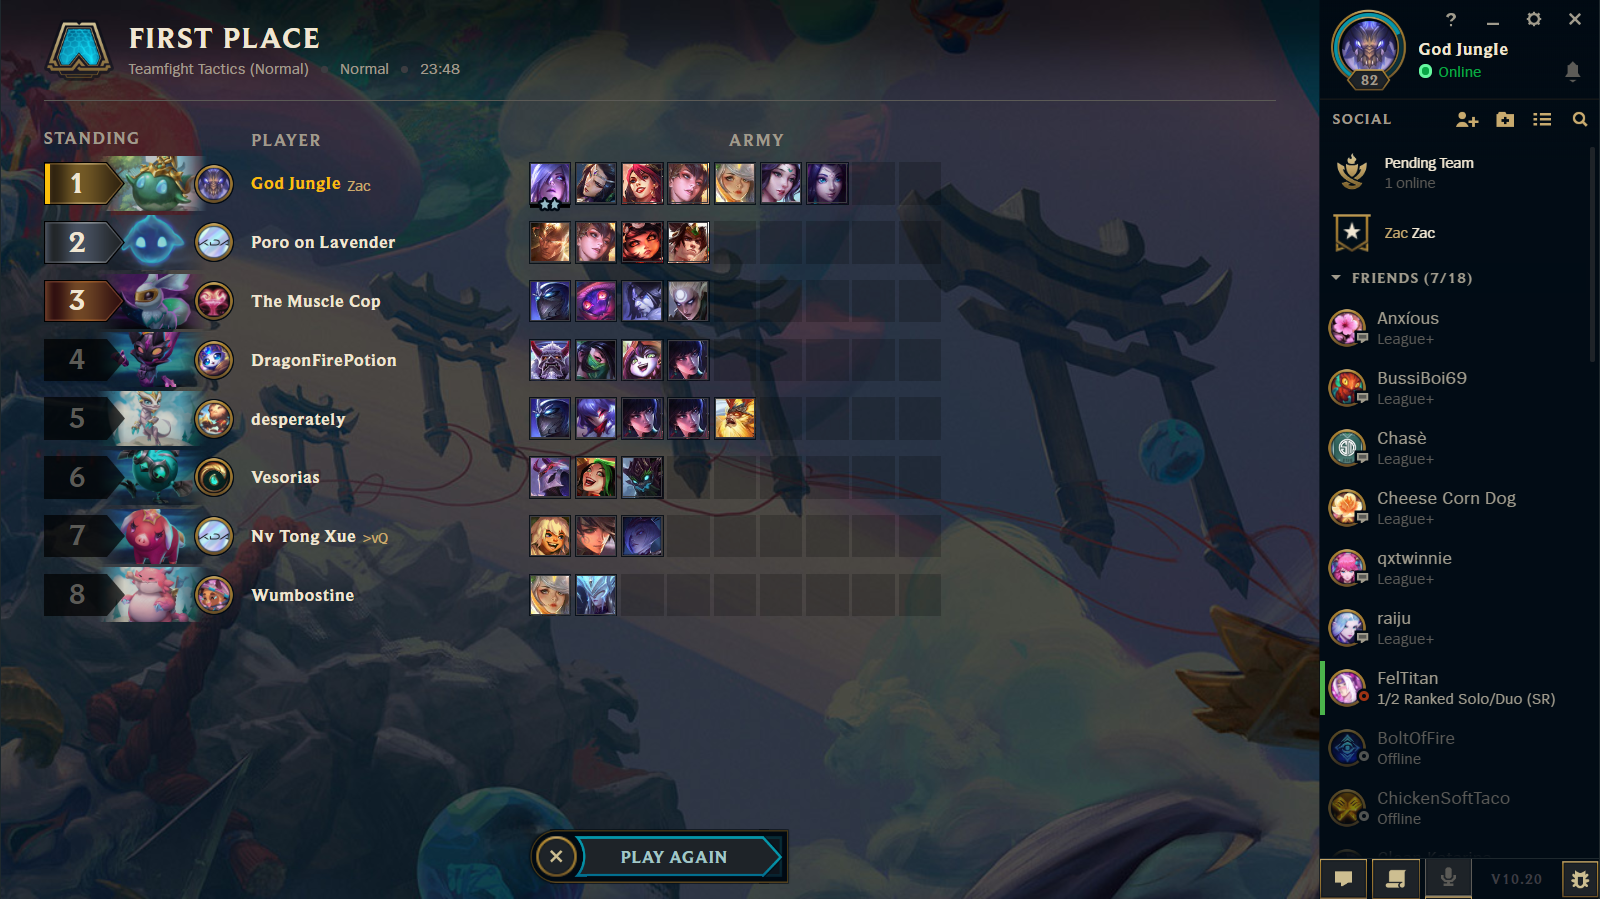 FIRST PLACE
Teamfight Tactics (Normal) • Normal • 23:48
STANDING PLAYER ARMY
1 God Jungle Zac
2 Poro on Lavender
3 The Muscle Cop
4 DragonFirePotion
5 desperately
6 Vesorias
7 Nv Tong Xue >vQ
8 Wumbostine
PLAY AGAIN
?
God Jungle
82
Online
SOCIAL
Pending Team
1 online
Zac Zac
FRIENDS (7/18)
Anxíous
League+
BussiBoi69
League+
Chasè
League+
Cheese Corn Dog
League+
qxtwinnie
League+
raiju
League+
FelTitan
1/2 Ranked Solo/Duo (SR)
BoltOfFire
Offline
ChickenSoftTaco
Offline
V10.20